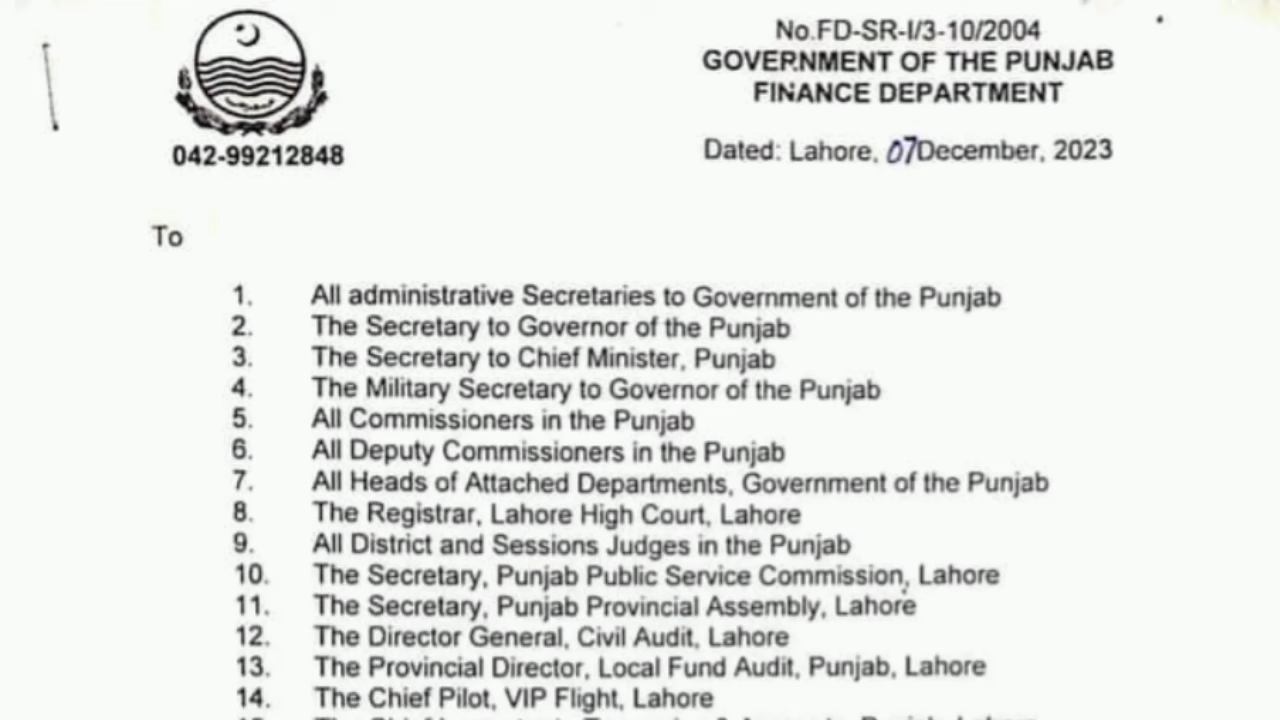 No.FD-SR-I/3-10/2004
GOVERNMENT OF THE PUNJAB
FINANCE DEPARTMENT
042-99212848
Dated: Lahore, 07December, 2023
To
1. All administrative Secretaries to Government of the Punjab
2. The Secretary to Governor of the Punjab
3. The Secretary to Chief Minister, Punjab
4. The Military Secretary to Governor of the Punjab
5. All Commissioners in the Punjab
6. All Deputy Commissioners in the Punjab
7. All Heads of Attached Departments, Government of the Punjab
8. The Registrar, Lahore High Court, Lahore
9. All District and Sessions Judges in the Punjab
10. The Secretary, Punjab Public Service Commission, Lahore
11. The Secretary, Punjab Provincial Assembly, Lahore
12. The Director General, Civil Audit, Lahore
13. The Provincial Director, Local Fund Audit, Punjab, Lahore
14. The Chief Pilot, VIP Flight, Lahore